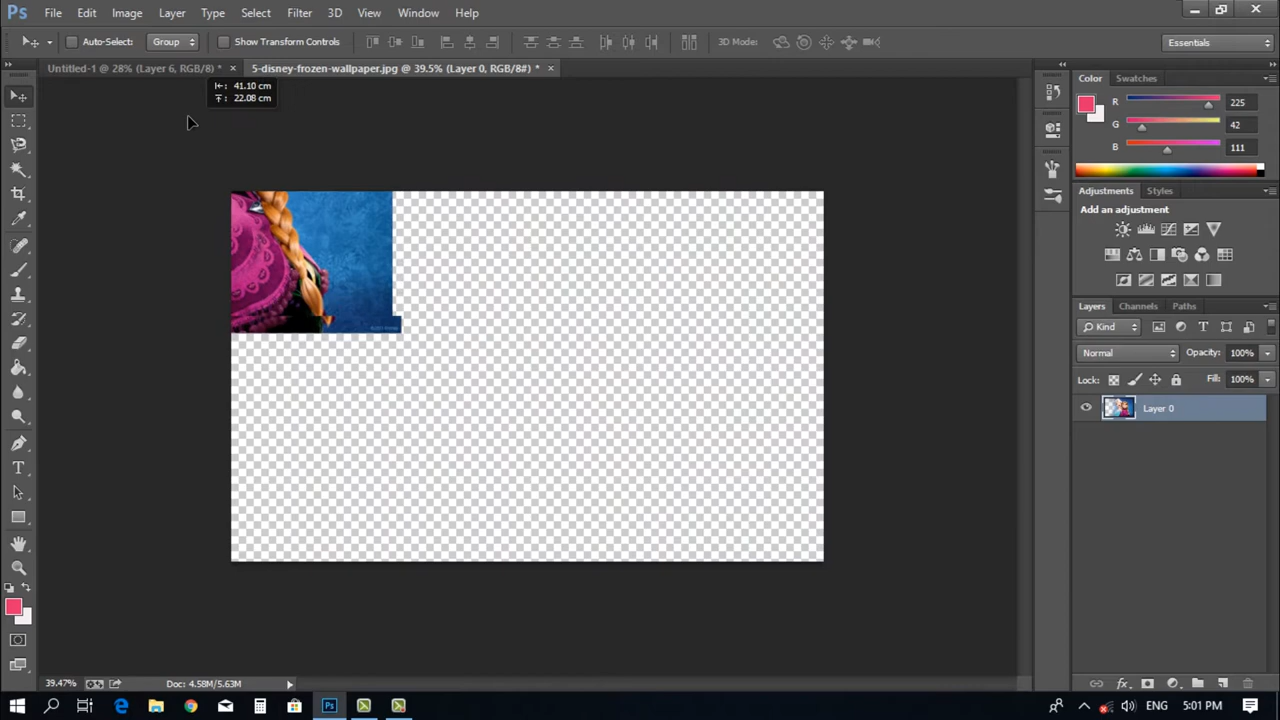 Ps File Edit Image Layer Type Select Filter 3D View Window Help
Auto-Select: Group Show Transform Controls 3D Mode: Essentials
Untitled-1 @ 28% (Layer 6, RGB/8) * × 5-disney-frozen-wallpaper.jpg @ 39.5% (Layer 0, RGB/8#) * ×
41.10 cm
22.08 cm
Color Swatches
R 225
G 42
B 111
Adjustments Styles
Add an adjustment
Layers Channels Paths
Kind
Normal Opacity: 100%
Lock: Fill: 100%
Layer 0
39.47% Doc: 4.58M/5.63M
Ps ENG 5:01 PM